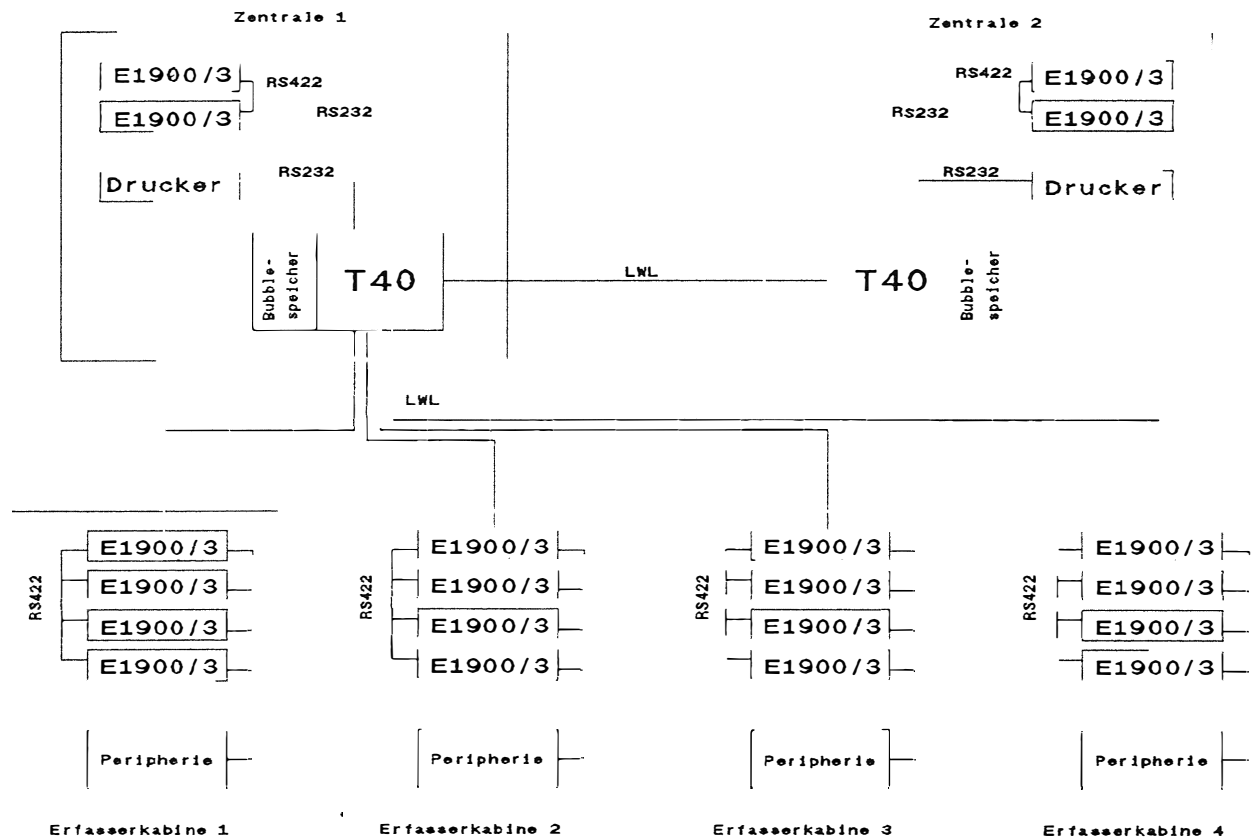 Zentrale 1
Zentrale 2
E1900/3
RS422
E1900/3
RS232
RS422
E1900/3
RS232
E1900/3
Drucker
RS232
RS232
Drucker
Bubble-
speicher
T40
LWL
T40
Bubble-
speicher
LWL
RS422
E1900/3
E1900/3
E1900/3
E1900/3
RS422
E1900/3
E1900/3
E1900/3
E1900/3
RS422
E1900/3
E1900/3
E1900/3
E1900/3
RS422
E1900/3
E1900/3
E1900/3
E1900/3
Peripherie
Peripherie
Peripherie
Peripherie
Erfasserkabine 1
Erfasserkabine 2
Erfasserkabine 3
Erfasserkabine 4